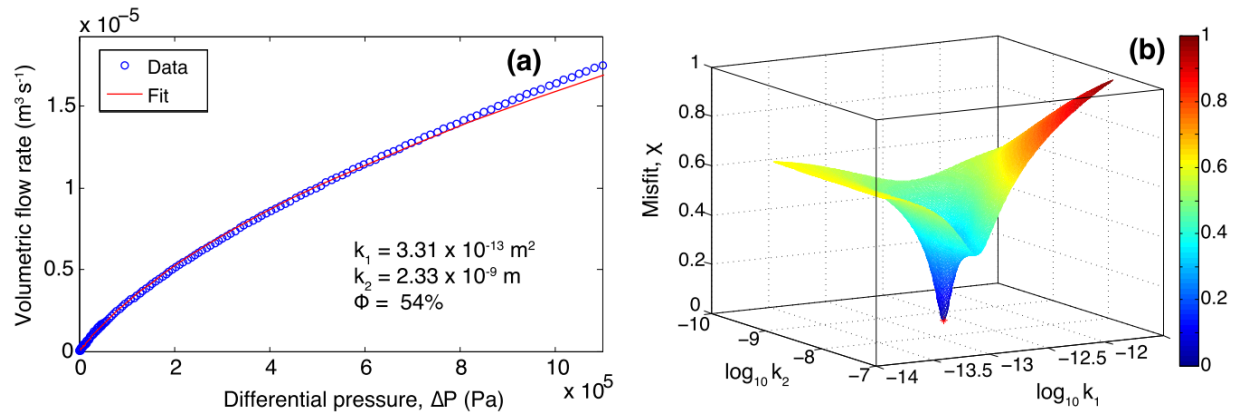 x 10⁻⁵
(a)
Data
Fit
1.5
1
0.5
0
Volumetric flow rate (m³ s⁻¹)
k₁ = 3.31 x 10⁻¹³ m²
k₂ = 2.33 x 10⁻⁹ m
Φ = 54%
0 2 4 6 8 10
x 10⁵
Differential pressure, ΔP (Pa)
(b)
1
0.8
0.6
0.4
0.2
0
Misfit, χ
−10
−9
−8
−7
log₁₀ k₂
−14
−13.5
−13
−12.5
−12
log₁₀ k₁
1
0.8
0.6
0.4
0.2
0